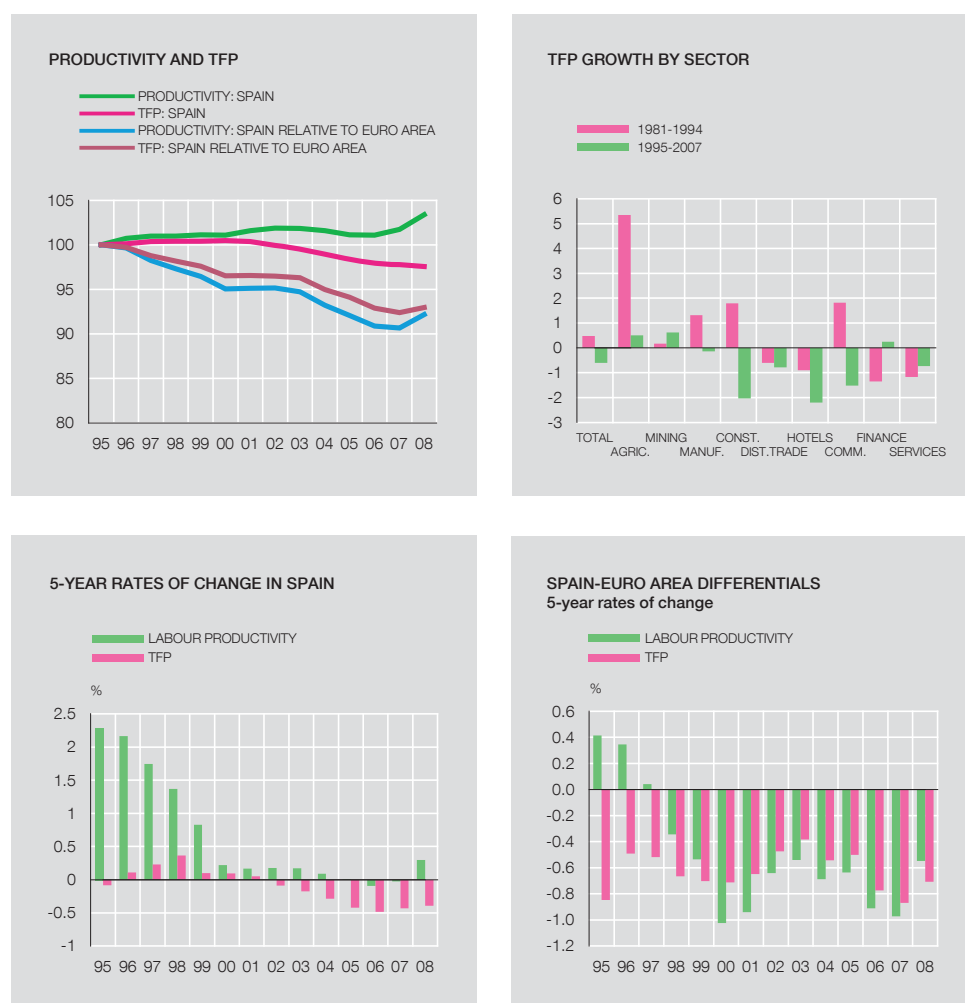 PRODUCTIVITY AND TFP
PRODUCTIVITY: SPAIN
TFP: SPAIN
PRODUCTIVITY: SPAIN RELATIVE TO EURO AREA
TFP: SPAIN RELATIVE TO EURO AREA
105
100
95
90
85
80
95 96 97 98 99 00 01 02 03 04 05 06 07 08
TFP GROWTH BY SECTOR
1981-1994
1995-2007
6
5
4
3
2
1
0
-1
-2
-3
TOTAL MINING CONST. HOTELS FINANCE
AGRIC. MANUF. DIST.TRADE COMM. SERVICES
5-YEAR RATES OF CHANGE IN SPAIN
LABOUR PRODUCTIVITY
TFP
%
2.5
2
1.5
1
0.5
0
-0.5
-1
95 96 97 98 99 00 01 02 03 04 05 06 07 08
SPAIN-EURO AREA DIFFERENTIALS
5-year rates of change
LABOUR PRODUCTIVITY
TFP
%
0.6
0.4
0.2
0.0
-0.2
-0.4
-0.6
-0.8
-1.0
-1.2
95 96 97 98 99 00 01 02 03 04 05 06 07 08